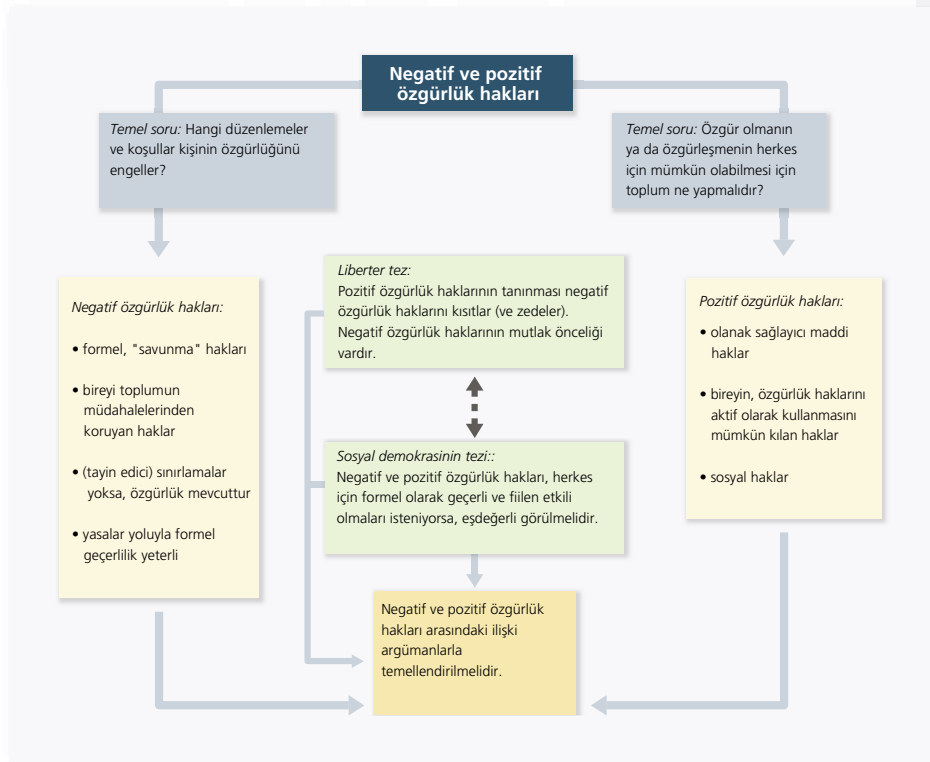 Negatif ve pozitif
özgürlük hakları
Temel soru: Hangi düzenlemeler
ve koşullar kişinin özgürlüğünü
engeller?
Temel soru: Özgür olmanın
ya da özgürleşmenin herkes
için mümkün olabilmesi için
toplum ne yapmalıdır?
Negatif özgürlük hakları:
• formel, "savunma" hakları
• bireyi toplumun
müdahalelerinden
koruyan haklar
• (tayin edici) sınırlamalar
yoksa, özgürlük mevcuttur
• yasalar yoluyla formel
geçerlilik yeterli
Liberter tez:
Pozitif özgürlük haklarının tanınması negatif
özgürlük haklarını kısıtlar (ve zedeler).
Negatif özgürlük haklarının mutlak önceliği
vardır.
Sosyal demokrasinin tezi::
Negatif ve pozitif özgürlük hakları, herkes
için formel olarak geçerli ve fiilen etkili
olmaları isteniyorsa, eşdeğerli görülmelidir.
Pozitif özgürlük hakları:
• olanak sağlayıcı maddi
haklar
• bireyin, özgürlük haklarını
aktif olarak kullanmasını
mümkün kılan haklar
• sosyal haklar
Negatif ve pozitif özgürlük
hakları arasındaki ilişki
argümanlarla
temellendirilmelidir.